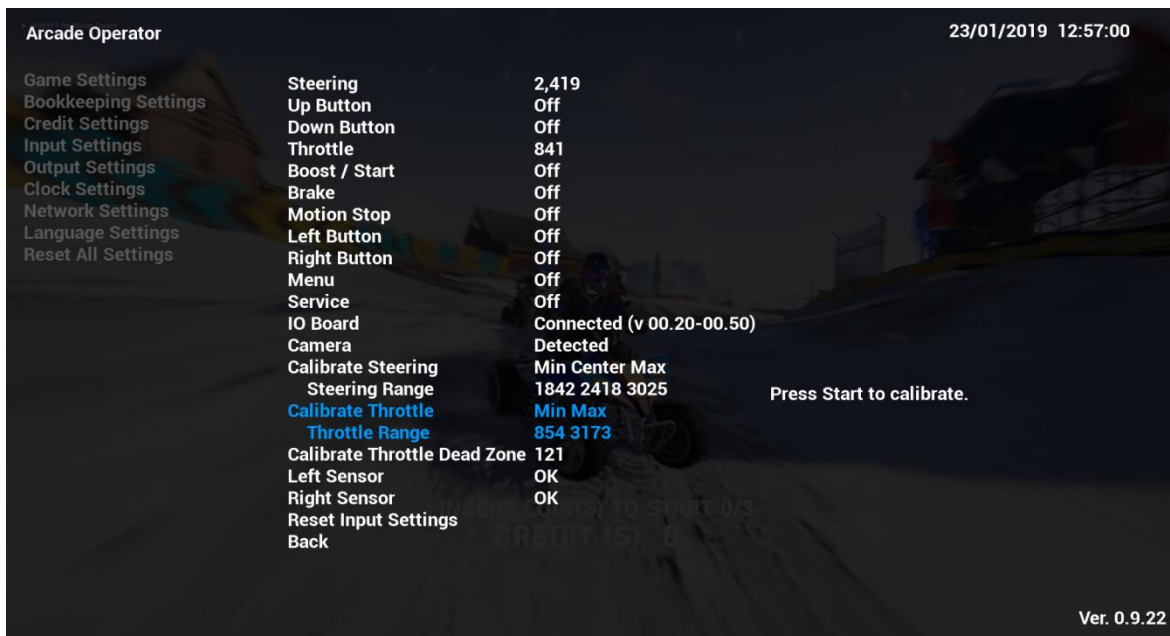 Arcade Operator
23/01/2019 12:57:00
Game Settings
Bookkeeping Settings
Credit Settings
Input Settings
Output Settings
Clock Settings
Network Settings
Language Settings
Reset All Settings
Steering 2,419
Up Button Off
Down Button Off
Throttle 841
Boost / Start Off
Brake Off
Motion Stop Off
Left Button Off
Right Button Off
Menu Off
Service Off
IO Board Connected (v 00.20-00.50)
Camera Detected
Calibrate Steering Min Center Max
Steering Range 1842 2418 3025
Press Start to calibrate.
Calibrate Throttle Min Max
Throttle Range 854 3173
Calibrate Throttle Dead Zone 121
Left Sensor OK
Right Sensor OK
INSERT COIN(S) TO START 0/3
Reset Input Settings
CREDIT (S) 0
Back
Ver. 0.9.22